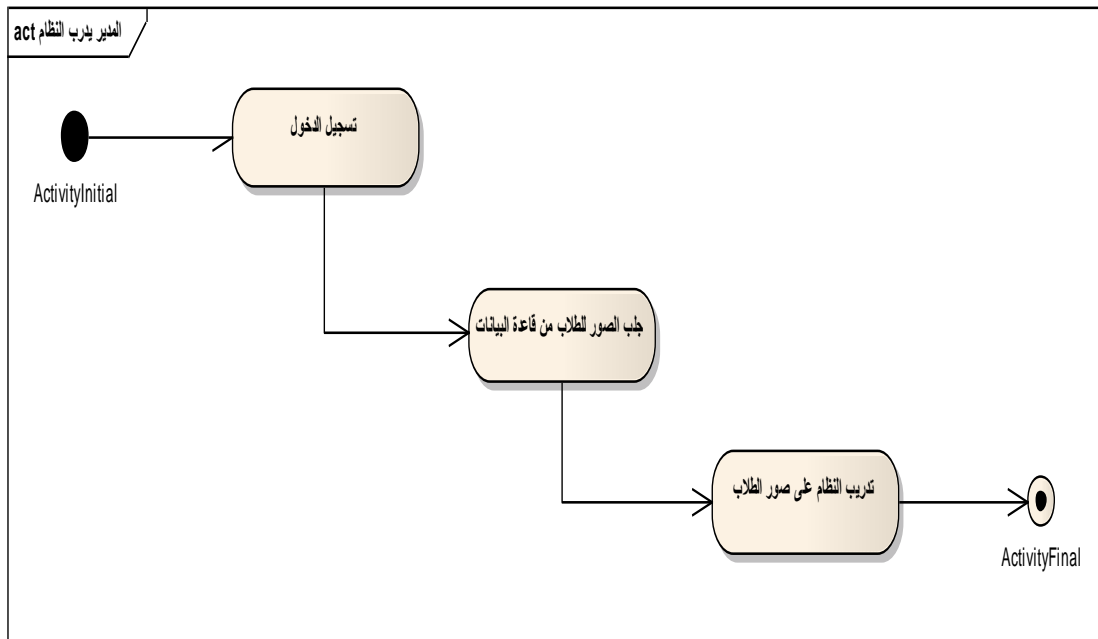 act المدير يدرب النظام
تسجيل الدخول
ActivityInitial
جلب الصور للطلاب من قاعدة البيانات
تدريب النظام على صور الطلاب
ActivityFinal